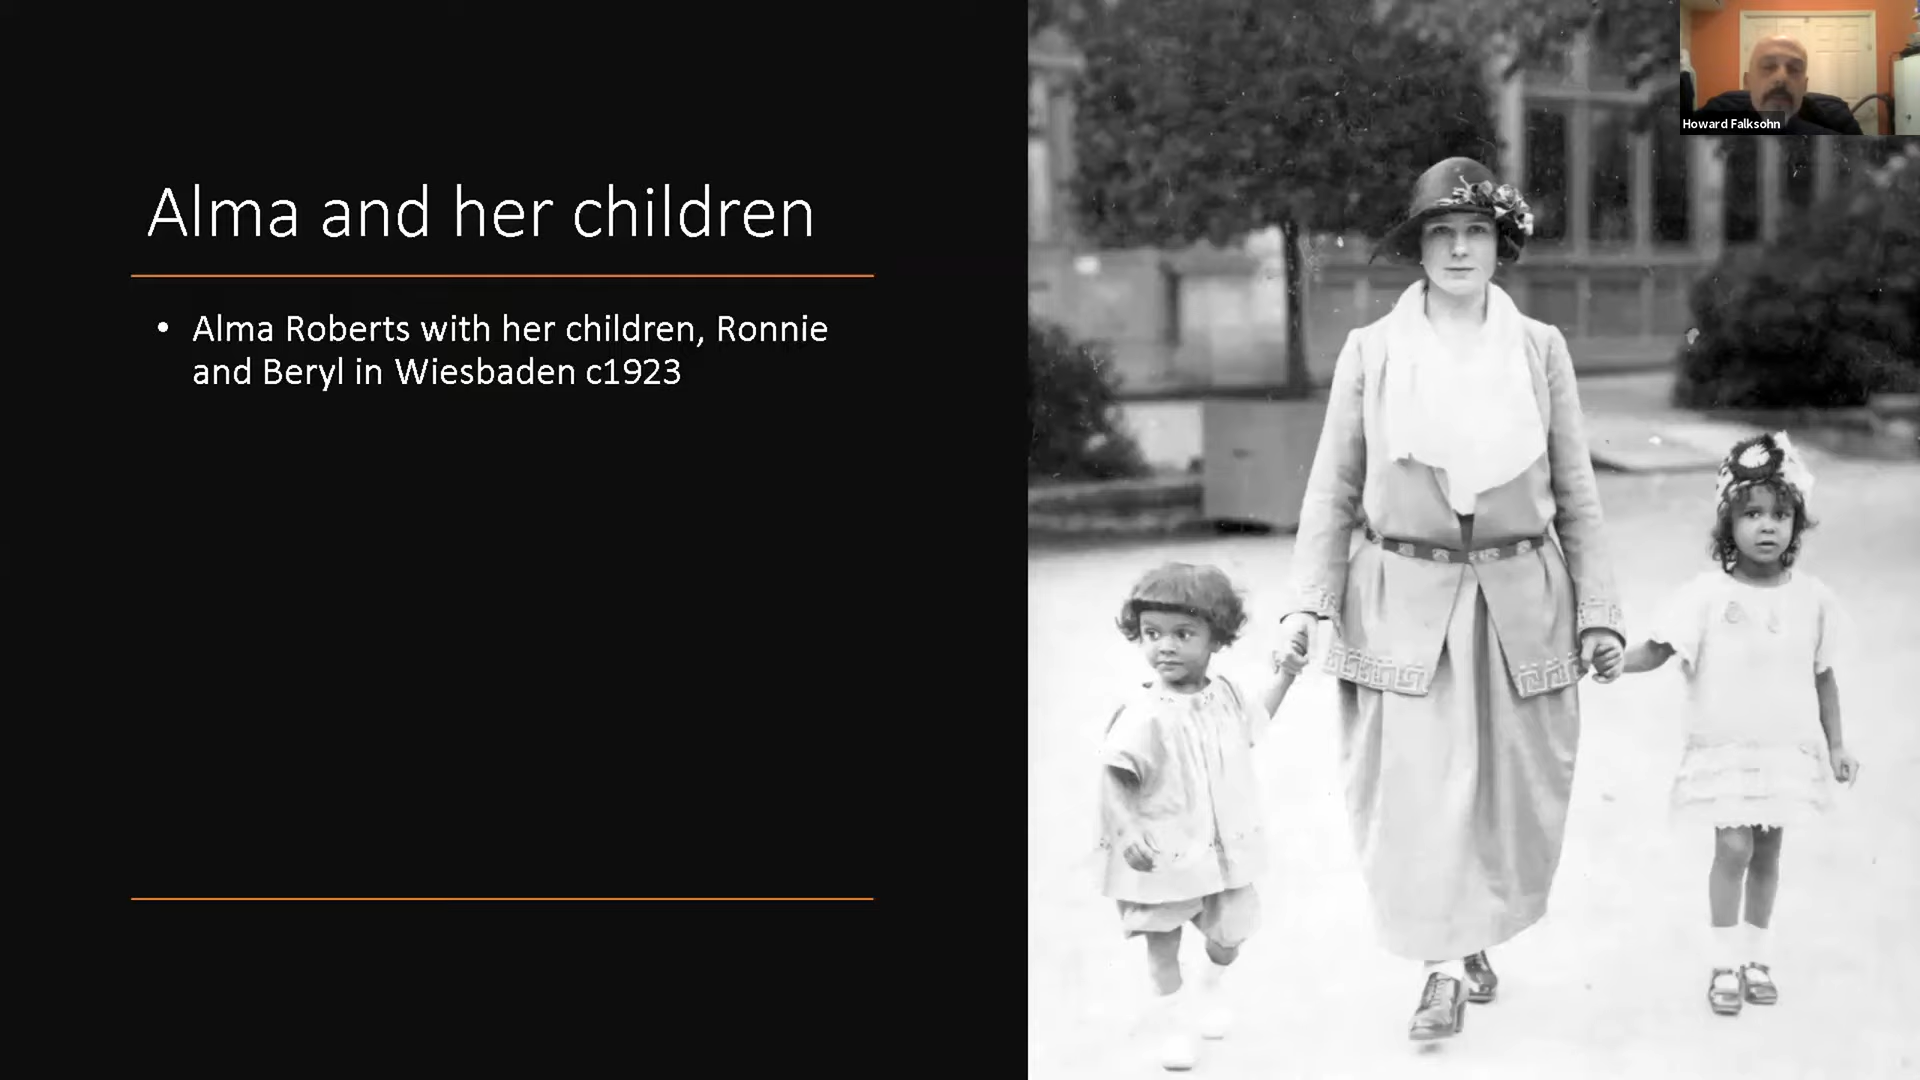 Howard Falksohn
Alma and her children
• Alma Roberts with her children, Ronnie
and Beryl in Wiesbaden c1923